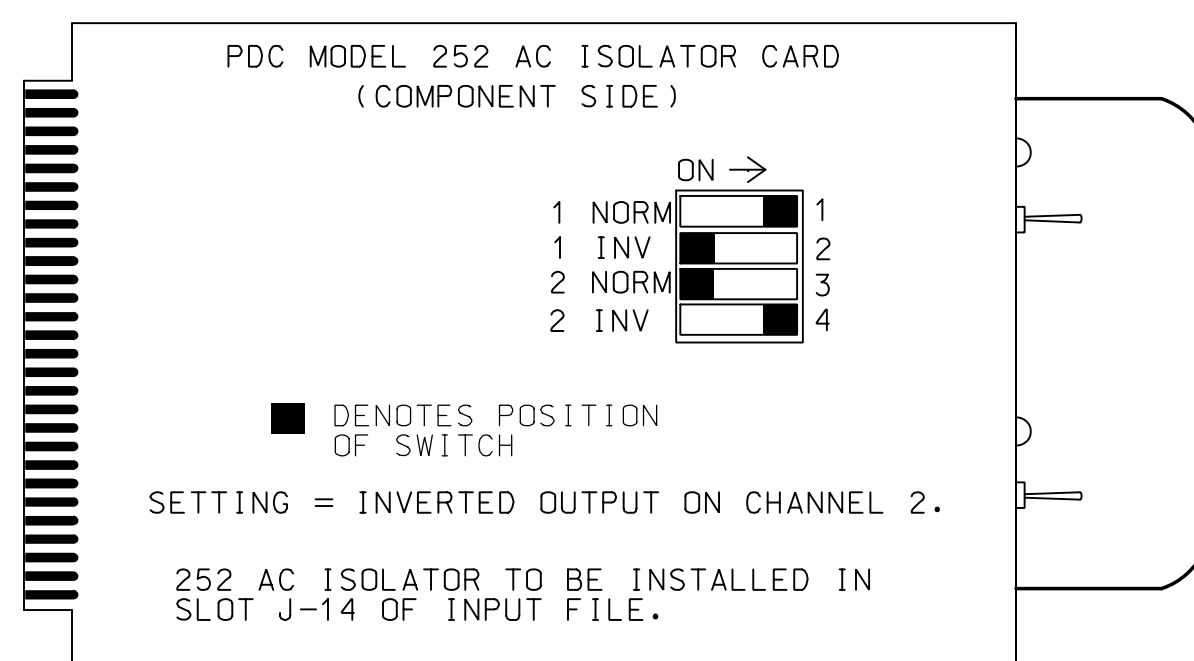 PDC MODEL 252 AC ISOLATOR CARD
(COMPONENT SIDE)
ON →
1 NORM 1
1 INV 2
2 NORM 3
2 INV 4
DENOTES POSITION
OF SWITCH
SETTING = INVERTED OUTPUT ON CHANNEL 2.
252 AC ISOLATOR TO BE INSTALLED IN
SLOT J-14 OF INPUT FILE.